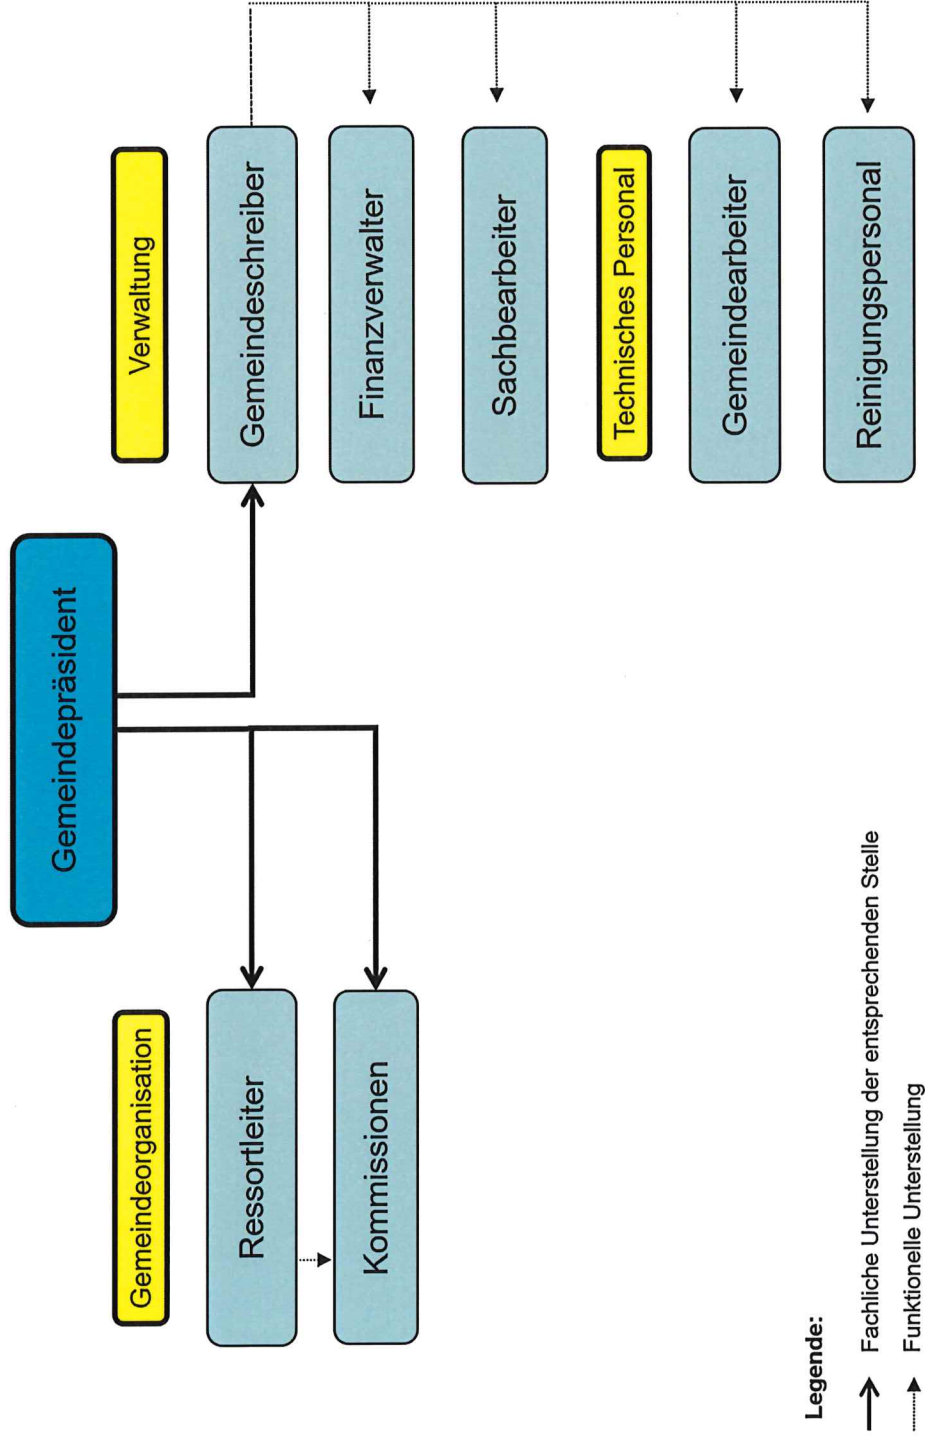 Gemeindepräsident
Gemeindeorganisation
Ressortleiter
Kommissionen
Verwaltung
Gemeindeschreiber
Finanzverwalter
Sachbearbeiter
Technisches Personal
Gemeindearbeiter
Reinigungspersonal
Legende:
Fachliche Unterstellung der entsprechenden Stelle
Funktionelle Unterstellung